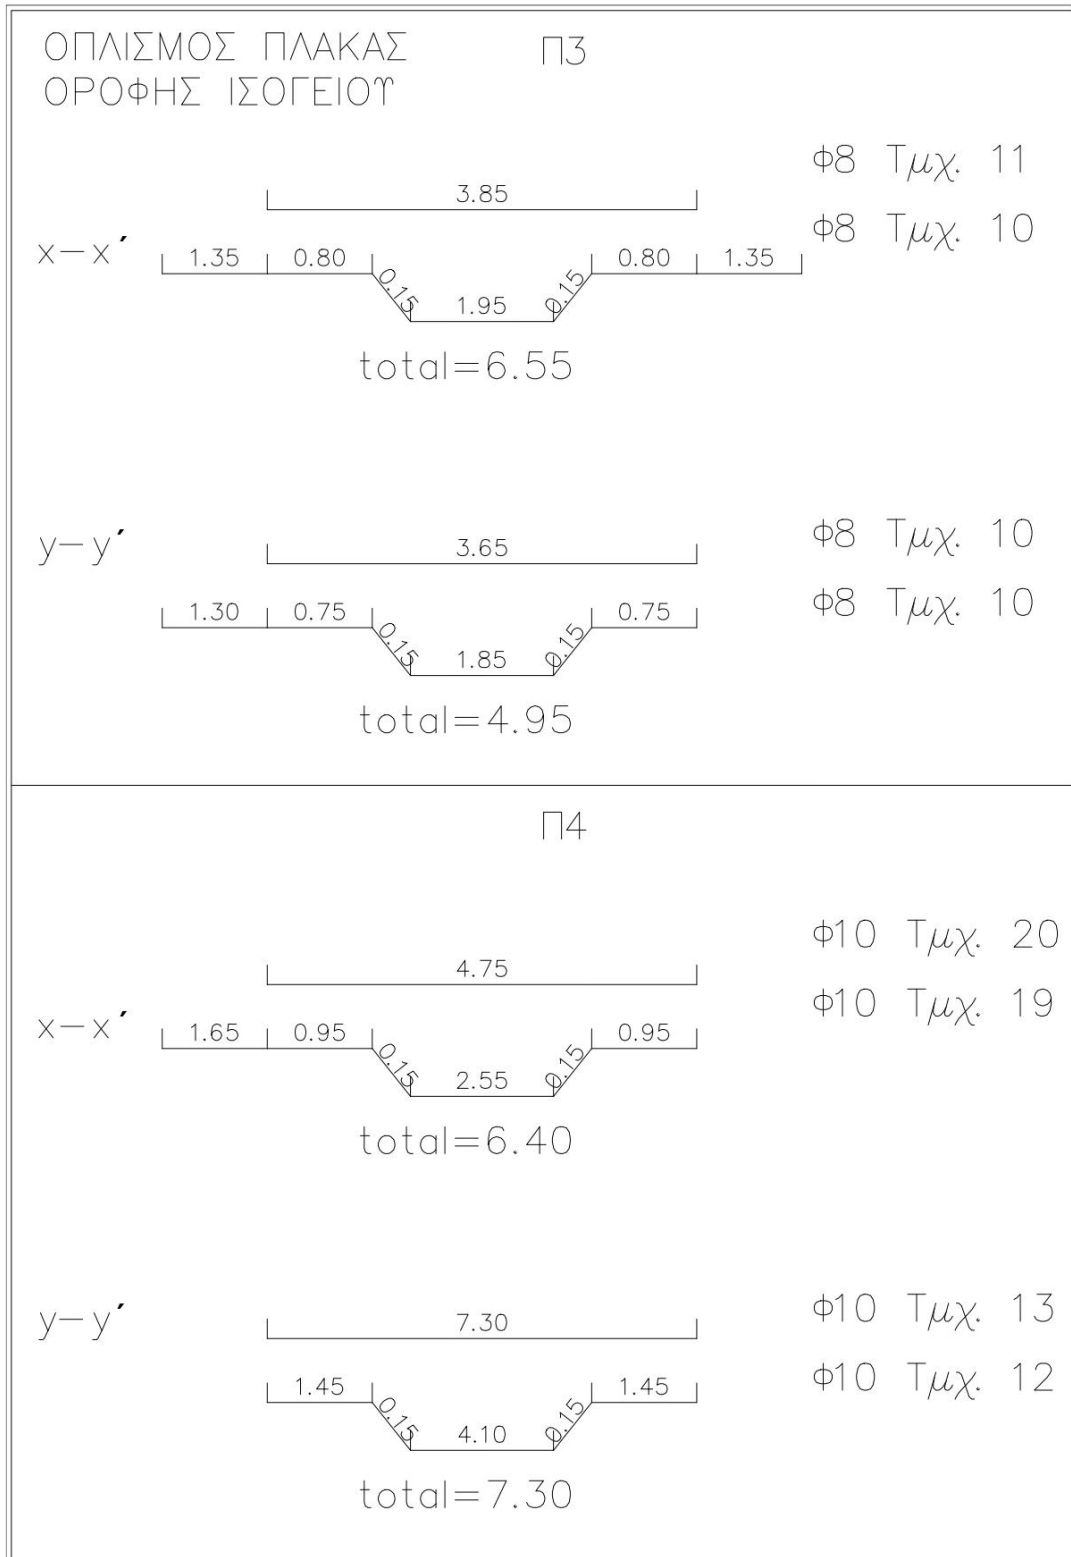 ΟΠΛΙΣΜΟΣ ΠΛΑΚΑΣ
ΟΡΟΦΗΣ ΙΣΟΓΕΙΟΥ
Π3
Φ8 Τμχ. 11
3.85
Φ8 Τμχ. 10
x-x΄
1.35 0.80 0.15 1.95 0.15 0.80 1.35
total=6.55
y-y΄
3.65
Φ8 Τμχ. 10
1.30 0.75 0.15 1.85 0.15 0.75
Φ8 Τμχ. 10
total=4.95
Π4
Φ10 Τμχ. 20
4.75
Φ10 Τμχ. 19
x-x΄
1.65 0.95 0.15 2.55 0.15 0.95
total=6.40
y-y΄
7.30
Φ10 Τμχ. 13
1.45 0.15 4.10 0.15 1.45
Φ10 Τμχ. 12
total=7.30